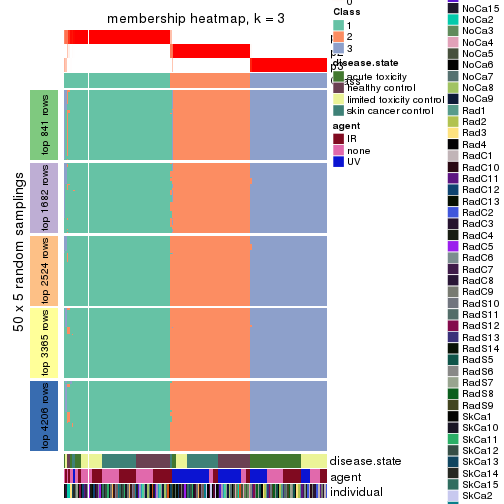 membership heatmap, k = 3
50 x 5 random samplings
top 841 rows
top 1682 rows
top 2524 rows
top 3365 rows
top 4206 rows
disease.state
agent
individual
Class
1
2
3
disease.state
acute toxicity
healthy control
limited toxicity control
skin cancer control
agent
IR
none
UV
NoCa15
NoCa2
NoCa3
NoCa4
NoCa5
NoCa6
NoCa7
NoCa8
NoCa9
Rad1
Rad2
Rad3
Rad4
RadC1
RadC10
RadC11
RadC12
RadC13
RadC2
RadC3
RadC4
RadC5
RadC6
RadC7
RadC8
RadC9
RadS10
RadS11
RadS12
RadS13
RadS14
RadS5
RadS6
RadS7
RadS8
RadS9
SkCa1
SkCa10
SkCa11
SkCa12
SkCa13
SkCa14
SkCa15
SkCa2